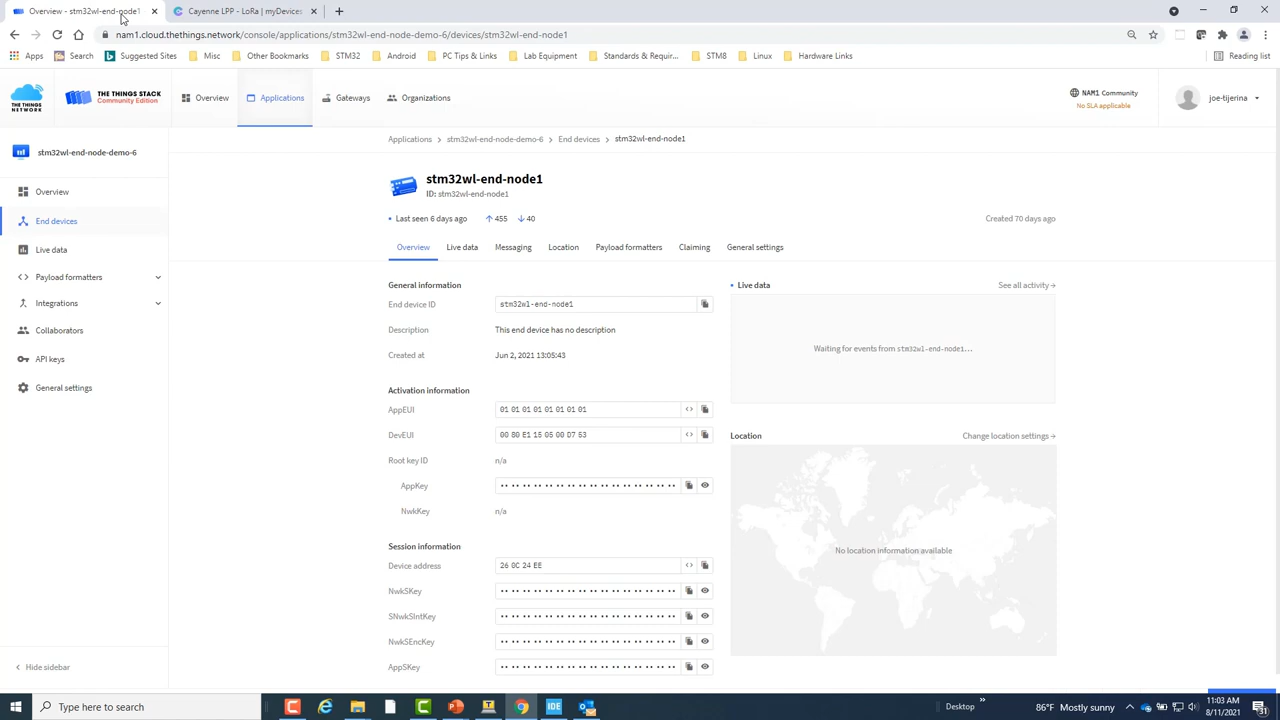 Overview - stm32wl-end-node1
Cayenne LPP - LoRa | myDevices
nam1.cloud.thethings.network/console/applications/stm32wl-end-node-demo-6/devices/stm32wl-end-node1
Apps
Search
Suggested Sites
Misc
Other Bookmarks
STM32
Android
PC Tips & Links
Lab Equipment
Standards & Requir...
STM8
Linux
Hardware Links
Reading list
THE THINGS NETWORK
THE THINGS STACK
Community Edition
Overview
Applications
Gateways
Organizations
NAM1 Community
No SLA applicable
joe-tijerina
stm32wl-end-node-demo-6
Overview
End devices
Live data
Payload formatters
Integrations
Collaborators
API keys
General settings
Hide sidebar
Applications > stm32wl-end-node-demo-6 > End devices > stm32wl-end-node1
stm32wl-end-node1
ID: stm32wl-end-node1
Last seen 6 days ago 455 40
Created 70 days ago
Overview Live data Messaging Location Payload formatters Claiming General settings
General information
End device ID stm32wl-end-node1
Description This end device has no description
Created at Jun 2, 2021 13:05:43
Activation information
AppEUI 01 01 01 01 01 01 01 01
DevEUI 00 80 E1 15 05 00 D7 53
Root key ID n/a
AppKey
NwkKey n/a
Session information
Device address 26 0C 24 EE
NwkSKey
SNwkSIntKey
NwkSEncKey
AppSKey
Live data
See all activity →
Waiting for events from stm32wl-end-node1...
Location
Change location settings →
No location information available
Type here to search
IDE
Desktop
86°F Mostly sunny
11:03 AM
8/11/2021